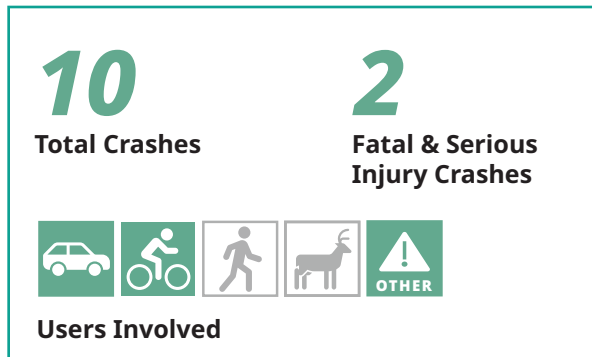 10
Total Crashes
2
Fatal & Serious
Injury Crashes
OTHER
Users Involved